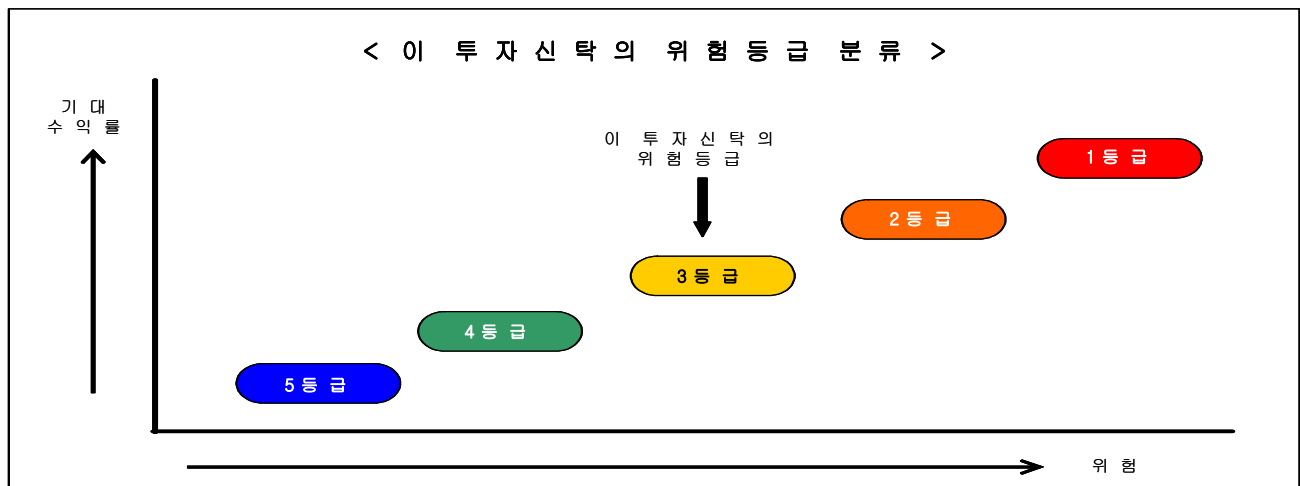 < 이 투자신탁의 위험등급 분류 >
기대
수익률
이 투자신탁의
위험등급
1등급
2등급
3등급
4등급
5등급
위험